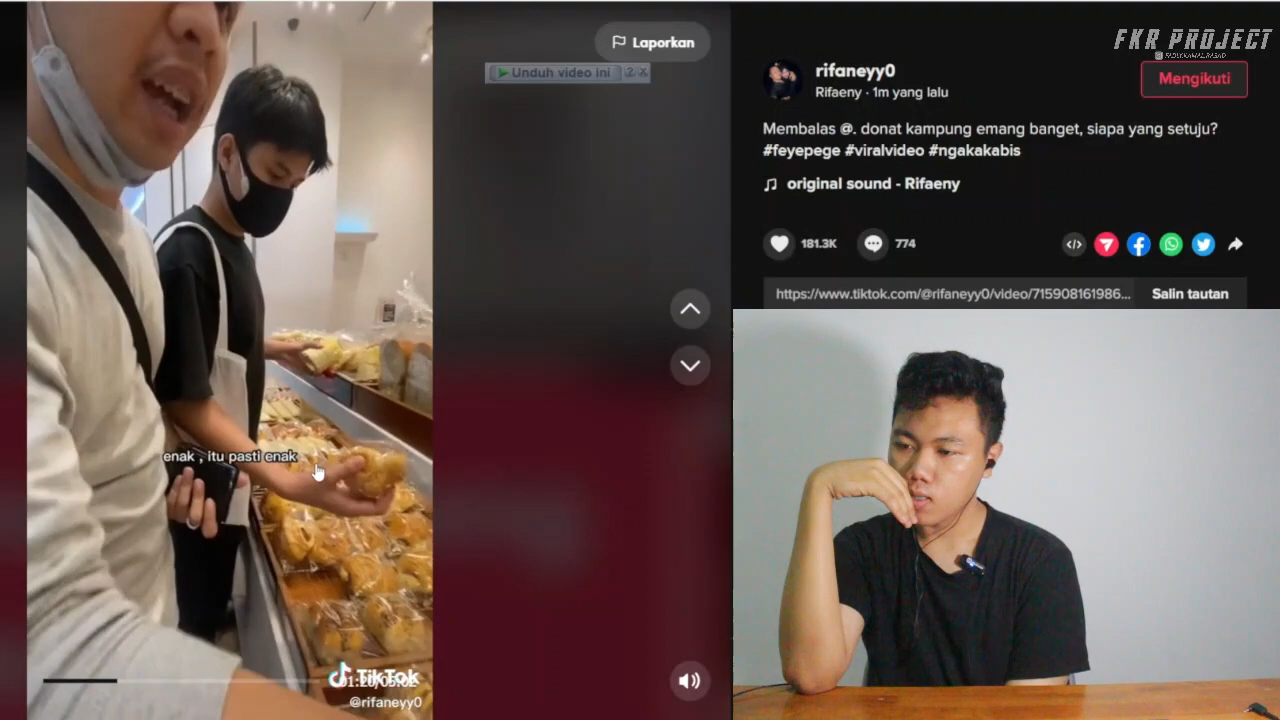 FKR PROJECT
Laporkan
Unduh video ini
?
X
rifaneyy0
Rifaeny · 1m yang lalu
Mengikuti
Membalas @. donat kampung emang banget, siapa yang setuju?
#feyepege #viralvideo #ngakakabis
original sound - Rifaeny
181.3K
774
https://www.tiktok.com/@rifaneyy0/video/715908161986...
Salin tautan
enak , itu pasti enak
TikTok
@rifaneyy0